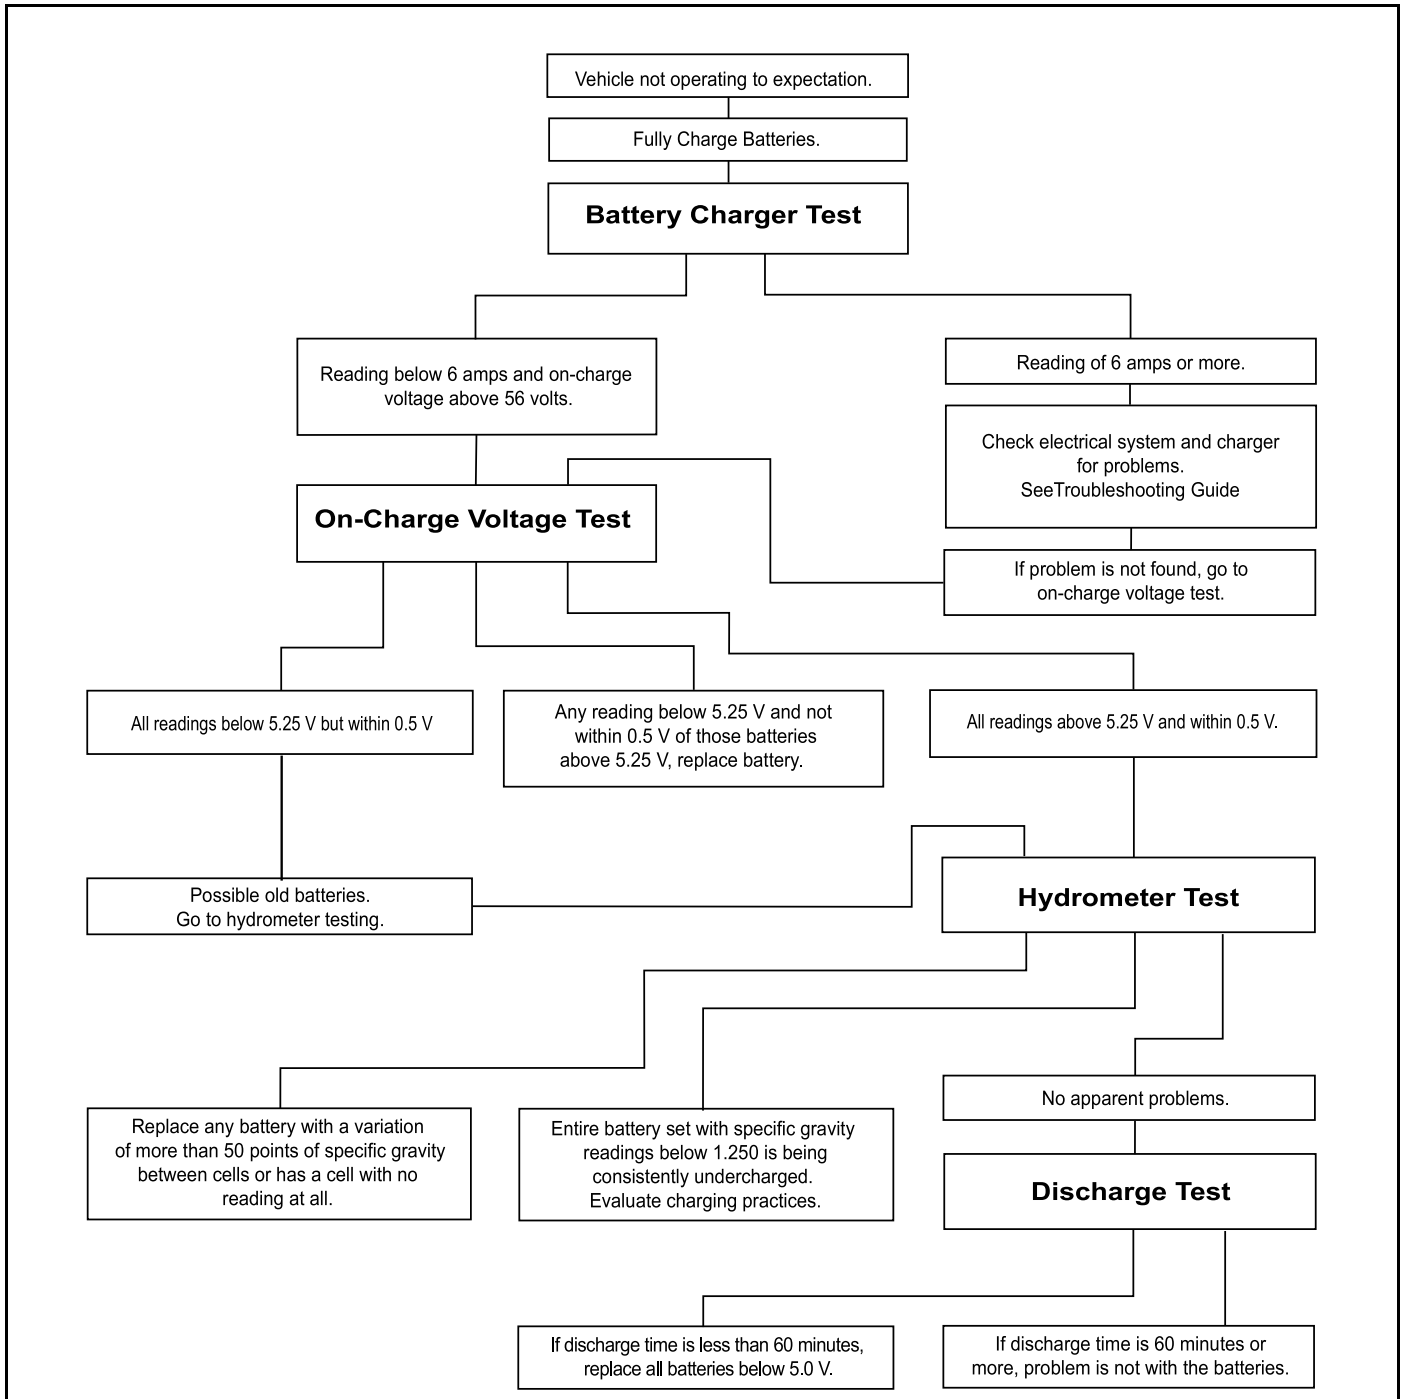 Vehicle not operating to expectation.
Fully Charge Batteries.
Battery Charger Test
Reading below 6 amps and on-charge
voltage above 56 volts.
Reading of 6 amps or more.
Check electrical system and charger
for problems.
SeeTroubleshooting Guide
On-Charge Voltage Test
If problem is not found, go to
on-charge voltage test.
All readings below 5.25 V but within 0.5 V
Any reading below 5.25 V and not
within 0.5 V of those batteries
above 5.25 V, replace battery.
All readings above 5.25 V and within 0.5 V.
Possible old batteries.
Go to hydrometer testing.
Hydrometer Test
Replace any battery with a variation
of more than 50 points of specific gravity
between cells or has a cell with no
reading at all.
Entire battery set with specific gravity
readings below 1.250 is being
consistently undercharged.
Evaluate charging practices.
No apparent problems.
Discharge Test
If discharge time is less than 60 minutes,
replace all batteries below 5.0 V.
If discharge time is 60 minutes or
more, problem is not with the batteries.